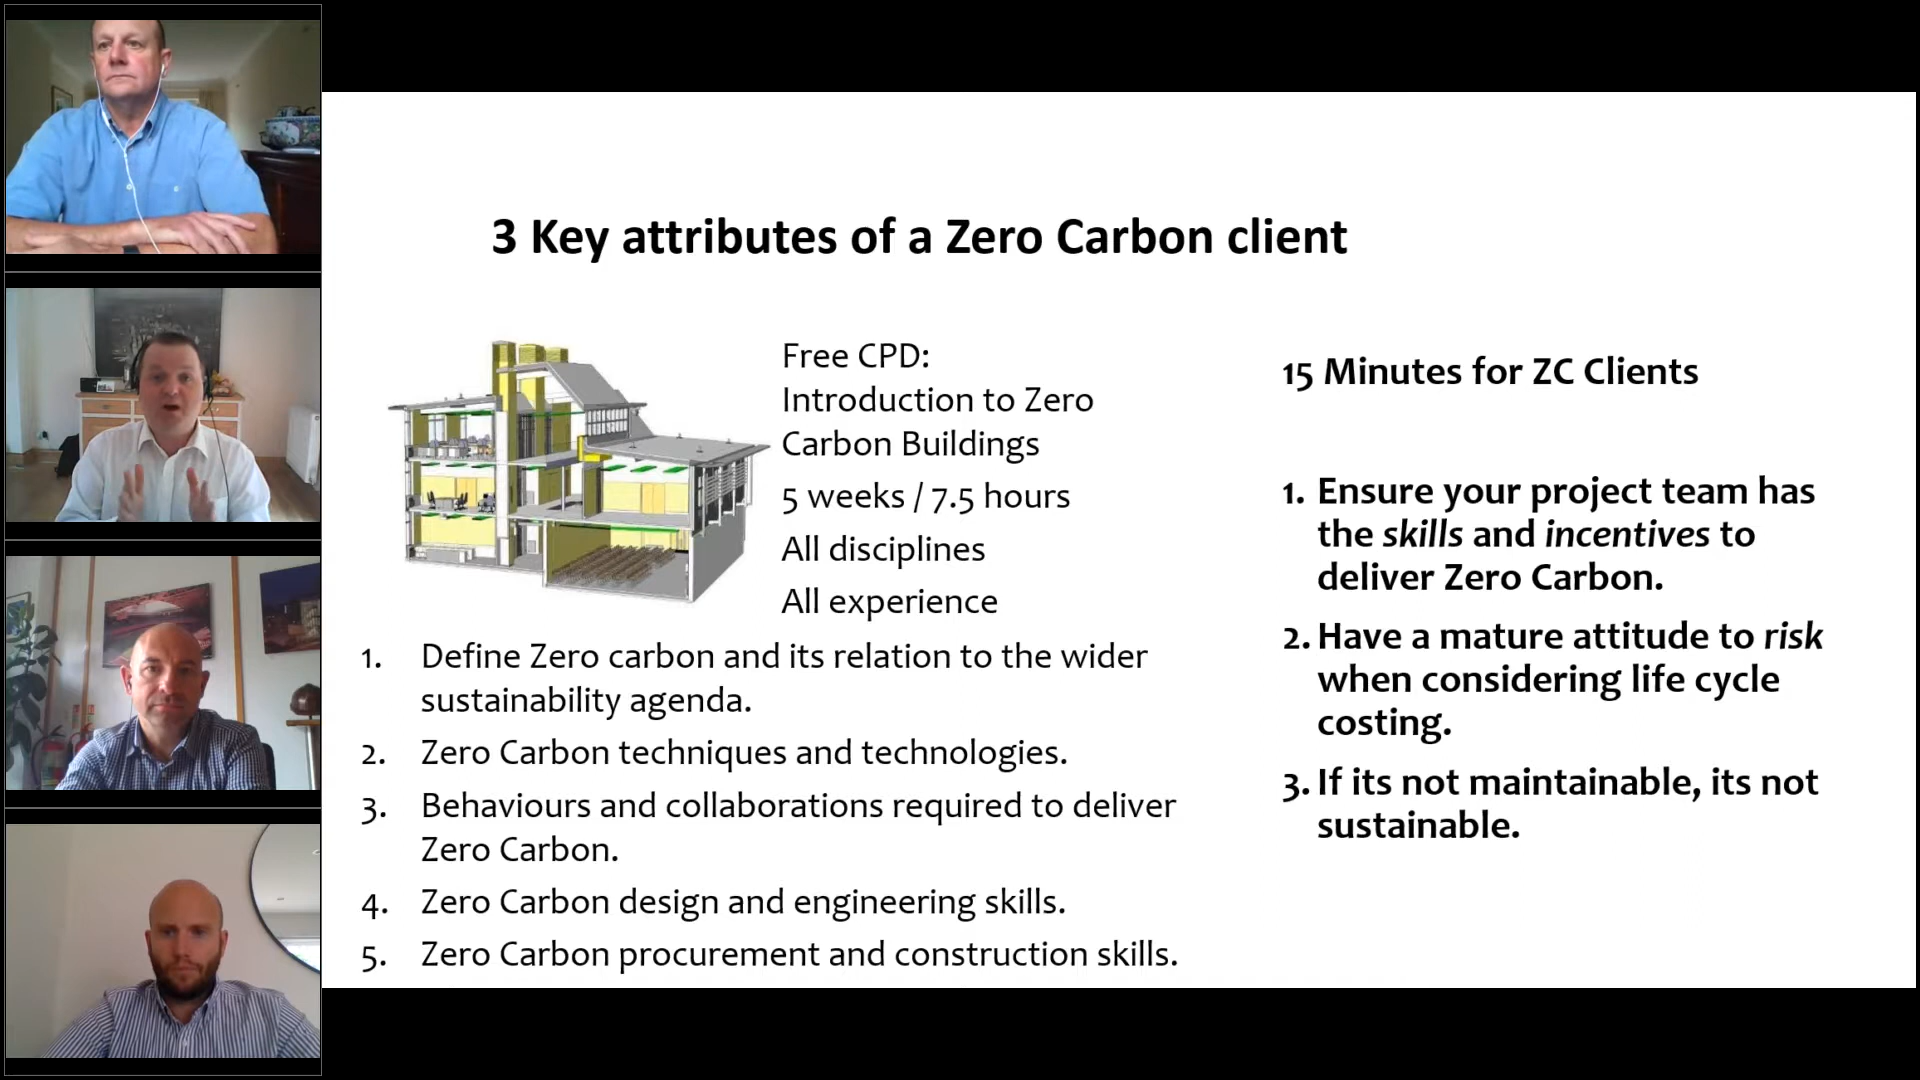 3 Key attributes of a Zero Carbon client
Free CPD:
Introduction to Zero
Carbon Buildings
5 weeks / 7.5 hours
All disciplines
All experience
1. Define Zero carbon and its relation to the wider
sustainability agenda.
2. Zero Carbon techniques and technologies.
3. Behaviours and collaborations required to deliver
Zero Carbon.
4. Zero Carbon design and engineering skills.
5. Zero Carbon procurement and construction skills.
15 Minutes for ZC Clients
1. Ensure your project team has
the skills and incentives to
deliver Zero Carbon.
2. Have a mature attitude to risk
when considering life cycle
costing.
3. If its not maintainable, its not
sustainable.